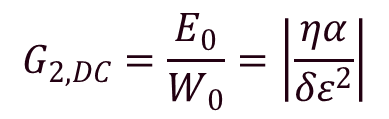 G₂,DC = E₀/W₀ = |ηα/δε²|